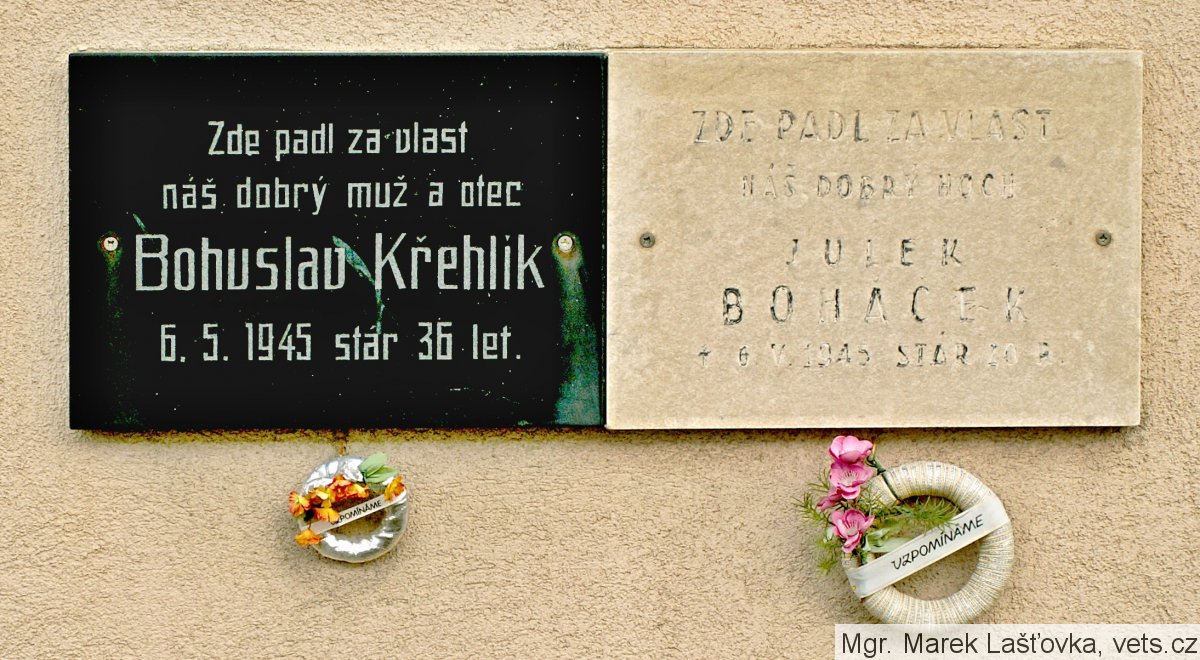 Zde padl za vlast
náš dobrý muž a otec
Bohuslav Křehlik
6. 5. 1945 stár 36 let.
ZDE PADL ZA VLAST
NÁŠ DOBRÝ HOCH
JULEK
BOHÁČEK
+ 6. V. 1945 STÁR 20 R.
VZPOMÍNÁME
VZPOMÍNÁME
Mgr. Marek Lašťovka, vets.cz